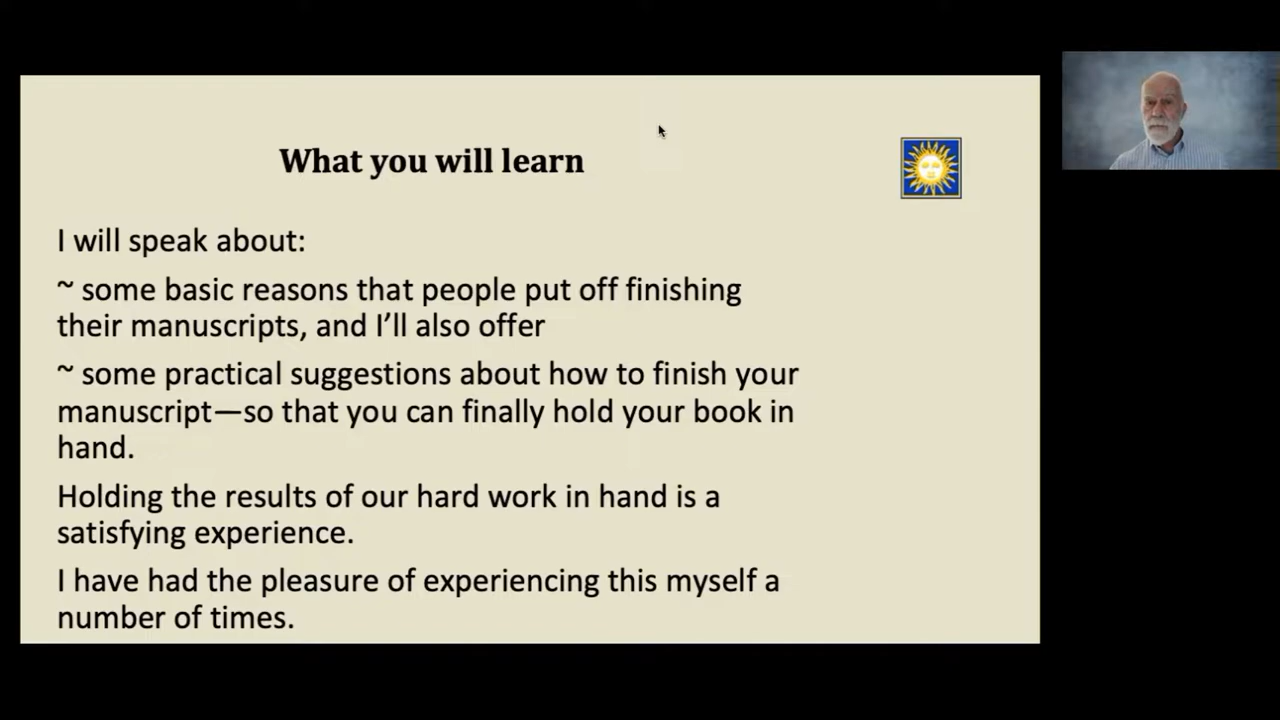 What you will learn
I will speak about:
~ some basic reasons that people put off finishing
their manuscripts, and I’ll also offer
~ some practical suggestions about how to finish your
manuscript—so that you can finally hold your book in
hand.
Holding the results of our hard work in hand is a
satisfying experience.
I have had the pleasure of experiencing this myself a
number of times.